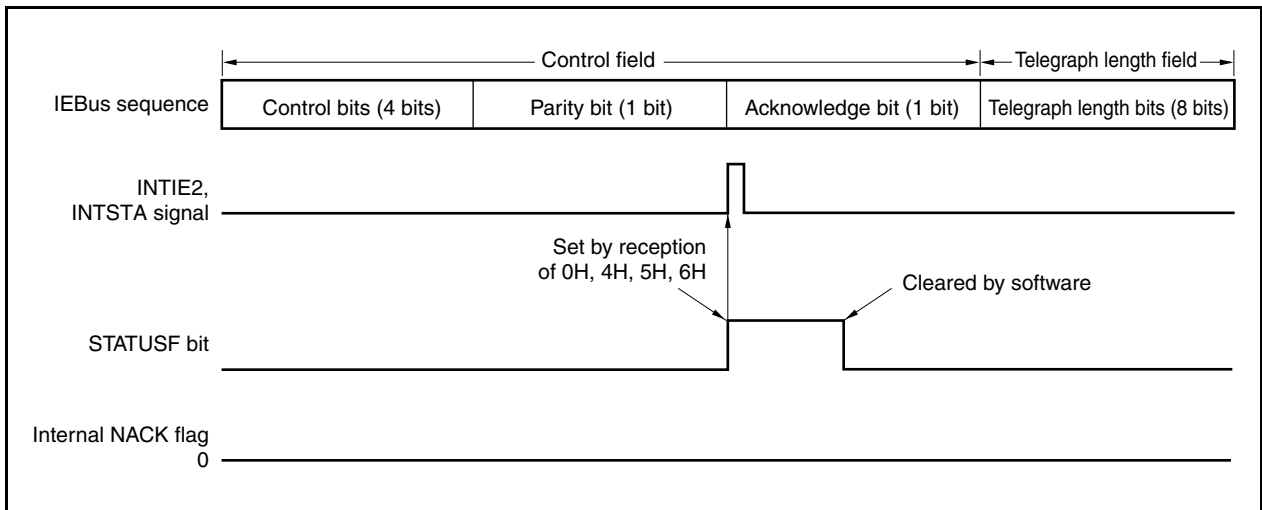 Control field
Telegraph length field
IEBus sequence
Control bits (4 bits)
Parity bit (1 bit)
Acknowledge bit (1 bit)
Telegraph length bits (8 bits)
INTIE2,
INTSTA signal
Set by reception
of 0H, 4H, 5H, 6H
Cleared by software
STATUSF bit
Internal NACK flag
0